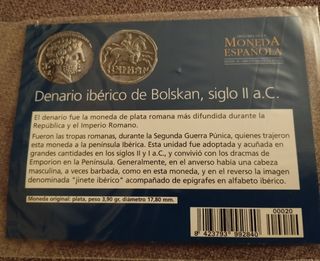 MONEDA
ESPAÑOLA
Denario ibérico de Bolskan, siglo II a.C.
El denario fue la moneda de plata romana más difundida durante la
República y el Imperio Romano.
Fueron las tropas romanas, durante la Segunda Guerra Púnica, quienes trajeron
esta moneda a la península Ibérica. Esta unidad fue adoptada y acuñada en
grandes cantidades en los siglos II y I a.C., y convivió con los dracmas de
Emporion en la Península. Generalmente, en el anverso había una cabeza
masculina, a veces barbada, como en esta moneda, y en el reverso la imagen
denominada "jinete ibérico" acompañado de epígrafes en alfabeto ibérico.
Moneda original: plata, peso 3,90 gr, diámetro 17,80 mm.
00020
8 423793 992840